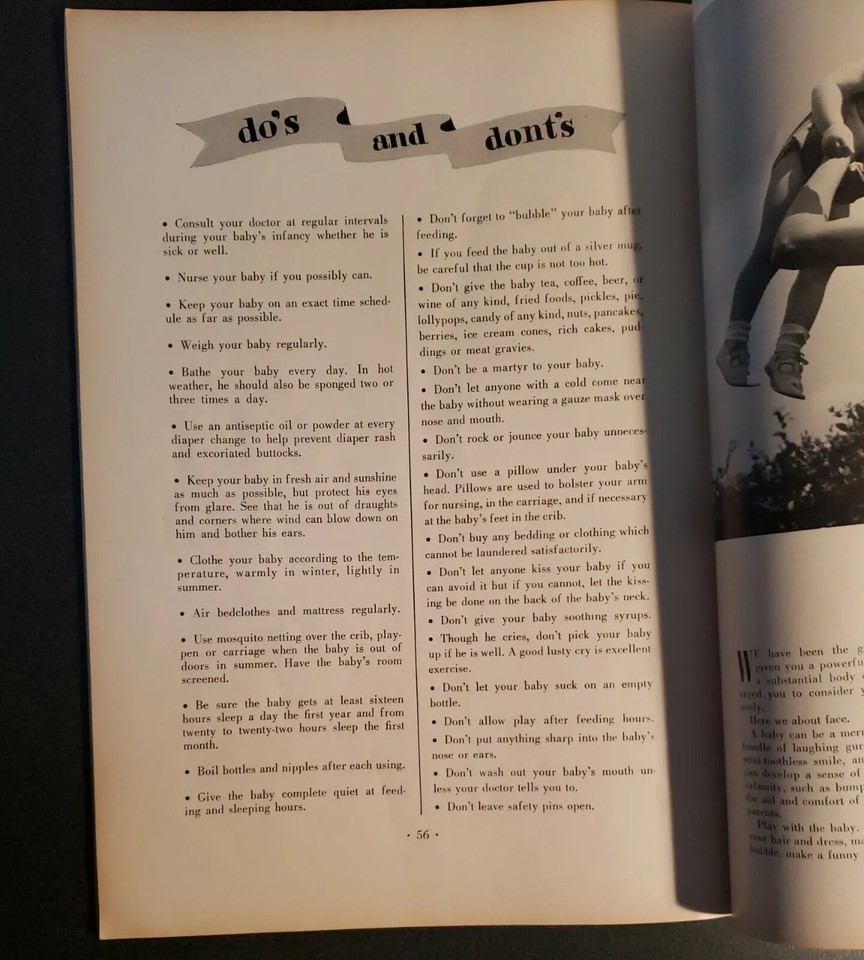 do's and dont's
• Consult your doctor at regular intervals
during your baby's infancy whether he is
sick or well.
• Nurse your baby if you possibly can.
• Keep your baby on an exact time sched-
ule as far as possible.
• Weigh your baby regularly.
• Bathe your baby every day. In hot
weather, he should also be sponged two or
three times a day.
• Use an antiseptic oil or powder at every
diaper change to help prevent diaper rash
and excoriated buttocks.
• Keep your baby in fresh air and sunshine
as much as possible, but protect his eyes
from glare. See that he is out of draughts
and corners where wind can blow down on
him and bother his ears.
• Clothe your baby according to the tem-
perature, warmly in winter, lightly in
summer.
• Air bedclothes and mattress regularly.
• Use mosquito netting over the crib, play-
pen or carriage when the baby is out of
doors in summer. Have the baby's room
screened.
• Be sure the baby gets at least sixteen
hours sleep a day the first year and from
twenty to twenty-two hours sleep the first
month.
• Boil bottles and nipples after each using.
• Give the baby complete quiet at feed-
ing and sleeping hours.
• Don't forget to "bubble" your baby after
feeding.
• If you feed the baby out of a silver mug,
be careful that the cup is not too hot.
• Don't give the baby tea, coffee, beer, or
wine of any kind, fried foods, pickles, pie,
lollypops, candy of any kind, nuts, pancakes,
berries, ice cream cones, rich cakes, pud-
dings or meat gravies.
• Don't be a martyr to your baby.
• Don't let anyone with a cold come near
the baby without wearing a gauze mask over
nose and mouth.
• Don't rock or jounce your baby unneces-
sarily.
• Don't use a pillow under your baby's
head. Pillows are used to bolster your arm
for nursing, in the carriage, and if necessary
at the baby's feet in the crib.
• Don't buy any bedding or clothing which
cannot be laundered satisfactorily.
• Don't let anyone kiss your baby if you
can avoid it but if you cannot, let the kiss-
ing be done on the back of the baby's neck.
• Don't give your baby soothing syrups.
• Though he cries, don't pick your baby
up if he is well. A good lusty cry is excellent
exercise.
• Don't let your baby suck on an empty
bottle.
• Don't allow play after feeding hours.
• Don't put anything sharp into the baby's
nose or ears.
• Don't wash out your baby's mouth un-
less your doctor tells you to.
• Don't leave safety pins open.
• 56 •
WE have been the
given you a powerfu
a substantial body
urged you to consider
Here we about face.
A baby can be a mer
bundle of laughing gur
semi-toothless smile, an
can develop a sense of
calamity, such as bump
the aid and comfort of
parents.
Play with the baby.
your hair and dress,
bubble, make a funny